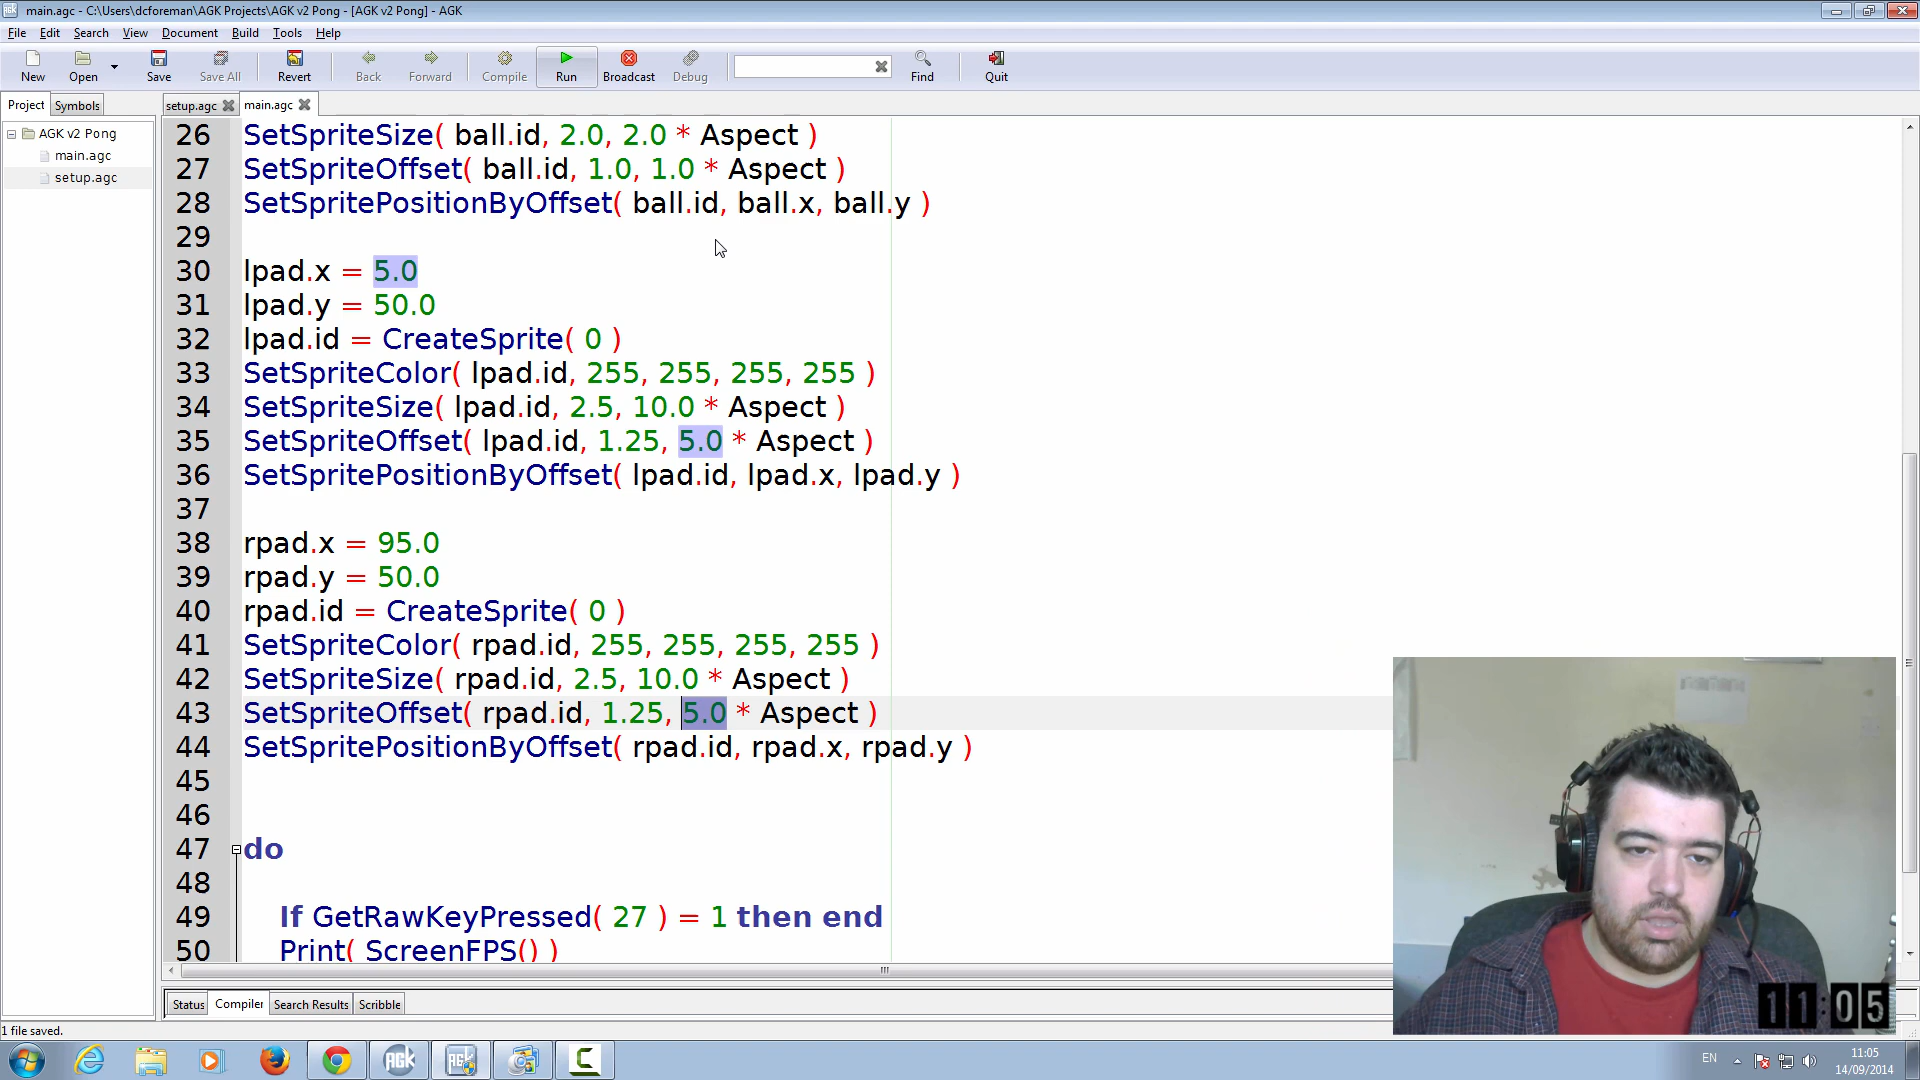 main.agc - C:\Users\dcforeman\AGK Projects\AGK v2 Pong - [AGK v2 Pong] - AGK
File Edit Search View Document Build Tools Help
New Open Save Save All Revert Back Forward Compile Run Broadcast Debug Find Quit
Project Symbols setup.agc main.agc
AGK v2 Pong
main.agc
setup.agc
26 SetSpriteSize( ball.id, 2.0, 2.0 * Aspect )
27 SetSpriteOffset( ball.id, 1.0, 1.0 * Aspect )
28 SetSpritePositionByOffset( ball.id, ball.x, ball.y )
29
30 lpad.x = 5.0
31 lpad.y = 50.0
32 lpad.id = CreateSprite( 0 )
33 SetSpriteColor( lpad.id, 255, 255, 255, 255 )
34 SetSpriteSize( lpad.id, 2.5, 10.0 * Aspect )
35 SetSpriteOffset( lpad.id, 1.25, 5.0 * Aspect )
36 SetSpritePositionByOffset( lpad.id, lpad.x, lpad.y )
37
38 rpad.x = 95.0
39 rpad.y = 50.0
40 rpad.id = CreateSprite( 0 )
41 SetSpriteColor( rpad.id, 255, 255, 255, 255 )
42 SetSpriteSize( rpad.id, 2.5, 10.0 * Aspect )
43 SetSpriteOffset( rpad.id, 1.25, 5.0 * Aspect )
44 SetSpritePositionByOffset( rpad.id, rpad.x, rpad.y )
45
46
47 do
48
49 If GetRawKeyPressed( 27 ) = 1 then end
50 Print( ScreenFPS() )
Status Compiler Search Results Scribble
11:05
1 file saved.
AGK
AGK
EN
11:05
14/09/2014